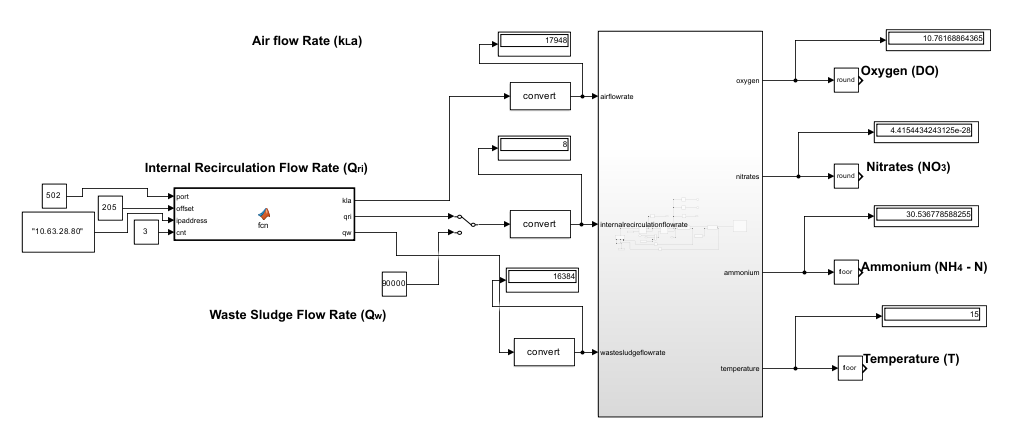 Air flow Rate (kLa)
17948
10.76168864365
oxygen
round
Oxygen (DO)
convert
airflowrate
4.4154434243125e-28
8
Internal Recirculation Flow Rate (Qri)
nitrates
round
Nitrates (NO3)
502
port
kla
205
offset
"10.63.28.80"
ipaddress
fcn
qri
3
cnt
qw
convert
internalrecirculationflowrate
30.536778588255
ammonium
floor
Ammonium (NH4 - N)
90000
16384
Waste Sludge Flow Rate (Qw)
15
convert
wastesludgeflowrate
temperature
floor
Temperature (T)